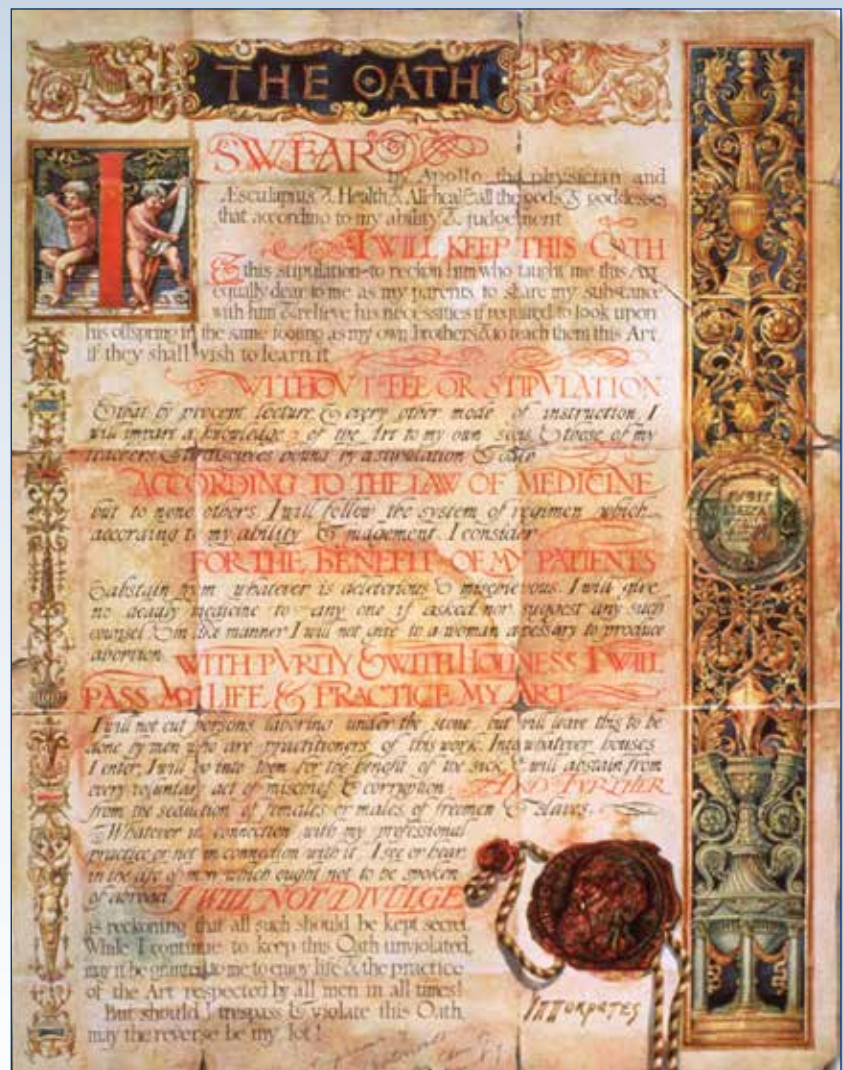 THE OATH
I SWEAR
by Apollo the physician and
Æsculapius & Health & All-heal & all the gods & goddesses
that according to my ability & judgement
I WILL KEEP THIS OATH
& this stipulation-to reckon him who taught me this Art
equally dear to me as my parents to share my substance
with him & relieve his necessities if required to look upon
his offspring in the same footing as my own brothers & to teach them this Art
if they shall wish to learn it
WITHOVT FEE OR STIPVLATION
& that by precept lecture & every other mode of instruction, I
will impart a knowledge of the Art to my own sons & those of my
teachers & to disciples bound by a stipulation & oath
ACCORDING TO THE LAW OF MEDICINE
but to none others. I will follow the system of regimen which
according to my ability & judgement I consider
FOR THE BENEFIT OF MY PATIENTS
& abstain from whatever is deleterious & mischievous. I will give
no deadly medicine to any one if asked nor suggest any such
counsel & in like manner I will not give to a woman a pessary to produce
abortion WITH PVRITY & WITH HOLINESS I WILL
PASS MY LIFE & PRACTICE MY ART
I will not cut persons laboring under the stone but will leave this to be
done by men who are practitioners of this work. Into whatever houses
I enter, I will go into them for the benefit of the sick, & will abstain from
every voluntary act of mischief & corruption: AND FVRTHER
from the seduction of females or males, of freemen & slaves.
Whatever in connection with my professional
practice or not in connection with it I see or hear
in the life of men which ought not to be spoken
of abroad I WILL NOT DIVULGE
as reckoning that all such should be kept secret
While I continue to keep this Oath unviolated,
may it be granted to me to enjoy life & the practice
of the Art respected by all men in all times!
But should I trespass & violate this Oath,
may the reverse be my lot!